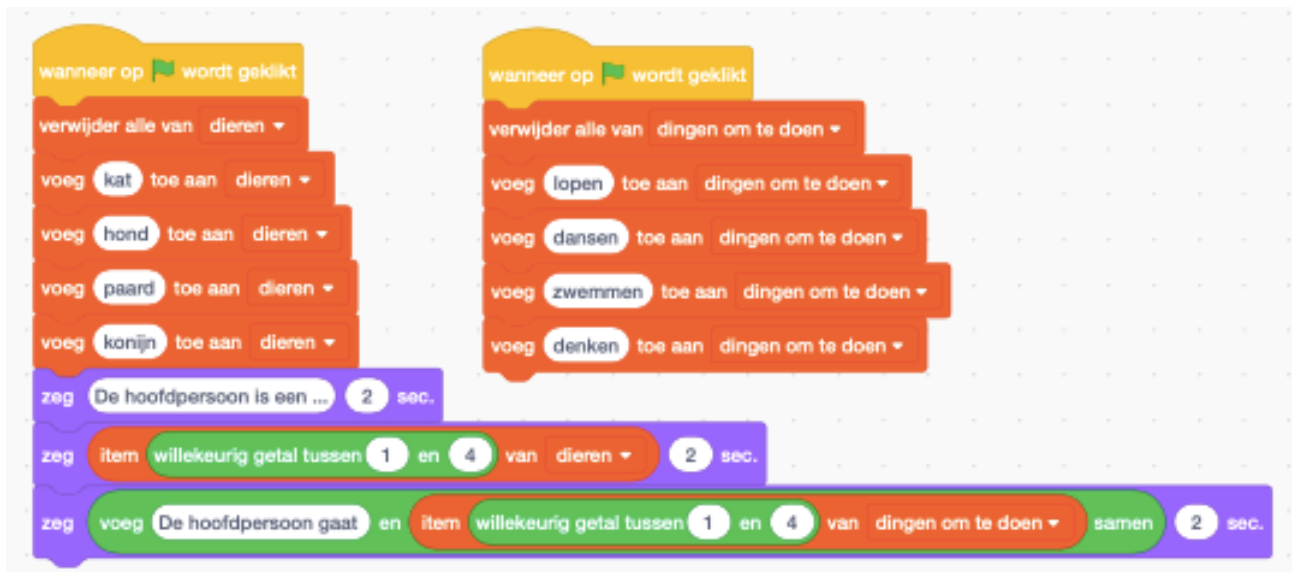 wanneer op wordt geklikt
verwijder alle van dieren
voeg kat toe aan dieren
voeg hond toe aan dieren
voeg paard toe aan dieren
voeg konijn toe aan dieren
zeg De hoofdpersoon is een ... 2 sec.
zeg item willekeurig getal tussen 1 en 4 van dieren 2 sec.
zeg voeg De hoofdpersoon gaat en item willekeurig getal tussen 1 en 4 van dingen om te doen samen 2 sec.
wanneer op wordt geklikt
verwijder alle van dingen om te doen
voeg lopen toe aan dingen om te doen
voeg dansen toe aan dingen om te doen
voeg zwemmen toe aan dingen om te doen
voeg denken toe aan dingen om te doen